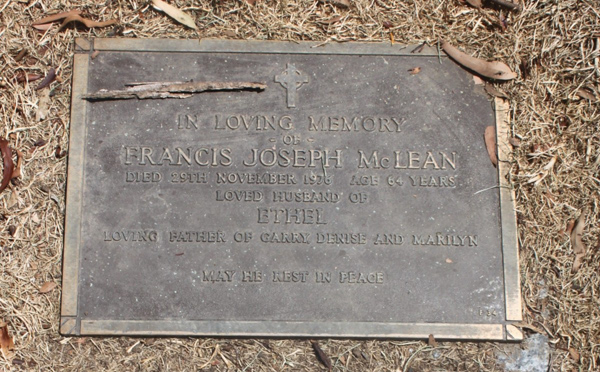 IN LOVING MEMORY
- OF -
FRANCIS JOSEPH McLEAN
DIED 29TH NOVEMBER 1976 AGE 64 YEARS
LOVED HUSBAND OF
ETHEL
LOVING FATHER OF GARRY DENISE AND MARILYN
MAY HE REST IN PEACE